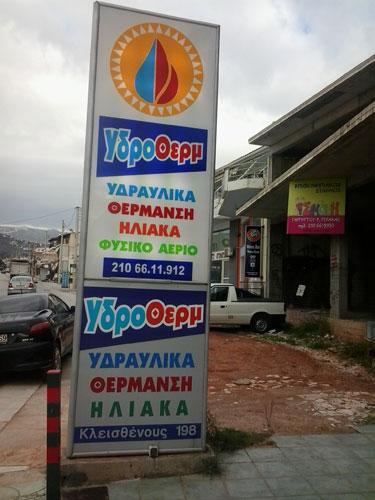 ΥδροΘερμ
ΥΔΡΑΥΛΙΚΑ
ΘΕΡΜΑΝΣΗ
ΗΛΙΑΚΑ
ΦΥΣΙΚΟ ΑΕΡΙΟ
210 66.11.912
ΥδροΘερμ
ΥΔΡΑΥΛΙΚΑ
ΘΕΡΜΑΝΣΗ
ΗΛΙΑΚΑ
Κλεισθένους 198